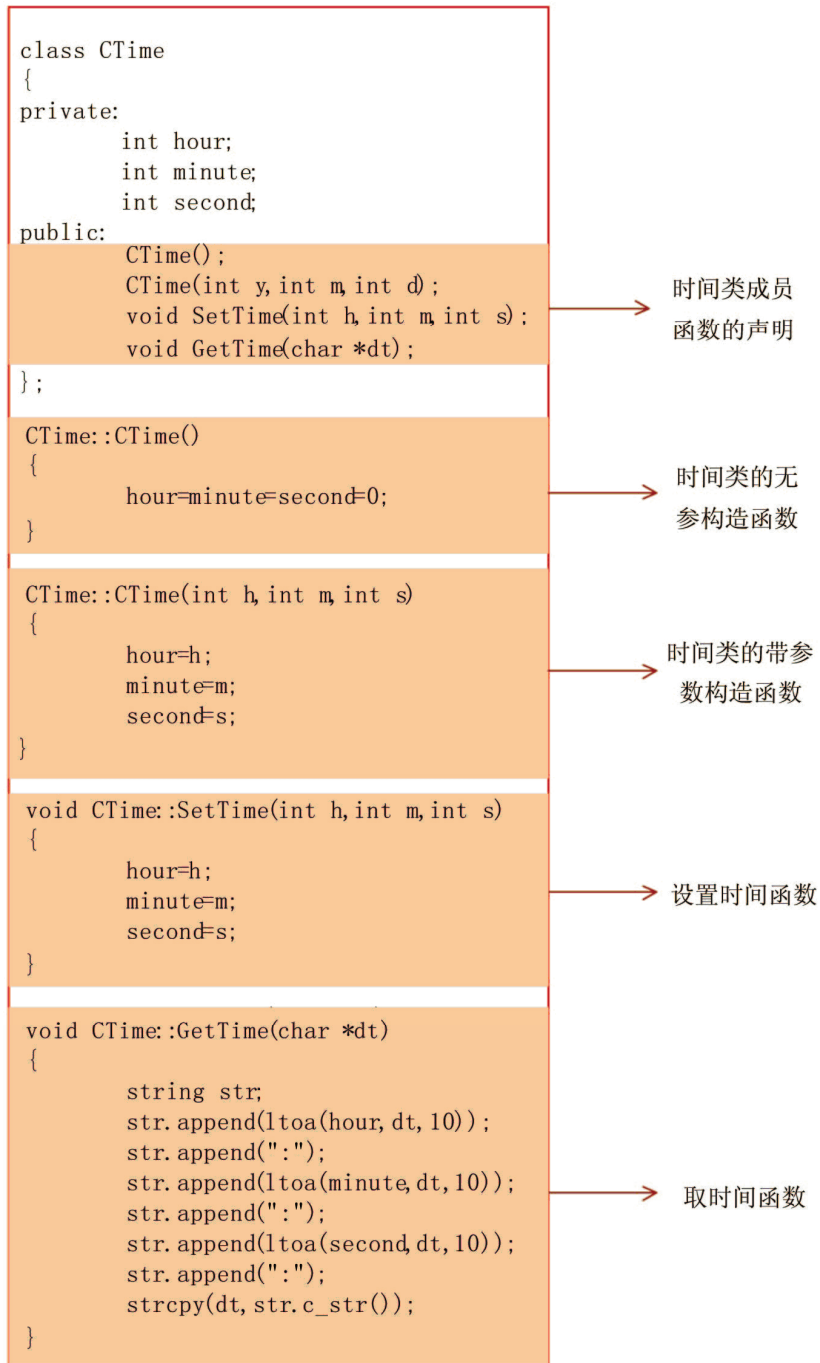 class CTime
{
private:
int hour;
int minute;
int second;
public:
CTime();
CTime(int y,int m,int d);
void SetTime(int h,int m,int s);
void GetTime(char *dt);
};
时间类成员
函数的声明
CTime::CTime()
{
hour=minute=second=0;
}
时间类的无
参构造函数
CTime::CTime(int h,int m,int s)
{
hour=h;
minute=m;
second=s;
}
时间类的带参
数构造函数
void CTime::SetTime(int h,int m,int s)
{
hour=h;
minute=m;
second=s;
}
设置时间函数
void CTime::GetTime(char *dt)
{
string str;
str.append(ltoa(hour,dt,10));
str.append(":");
str.append(ltoa(minute,dt,10));
str.append(":");
str.append(ltoa(second,dt,10));
str.append(":");
strcpy(dt,str.c_str());
}
取时间函数